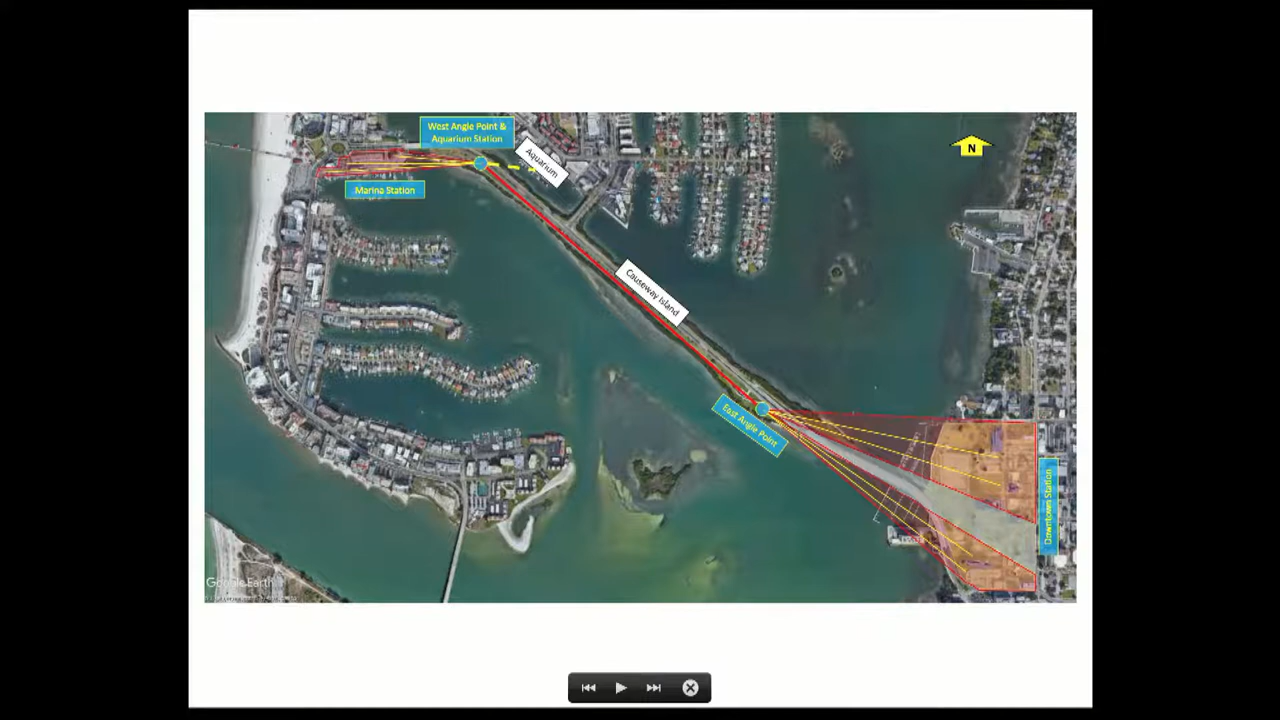 West Angle Point &
Aquarium Station
Aquarium
N
Marina Station
Causeway Island
East Angle Point
Downtown Station
Google Earth